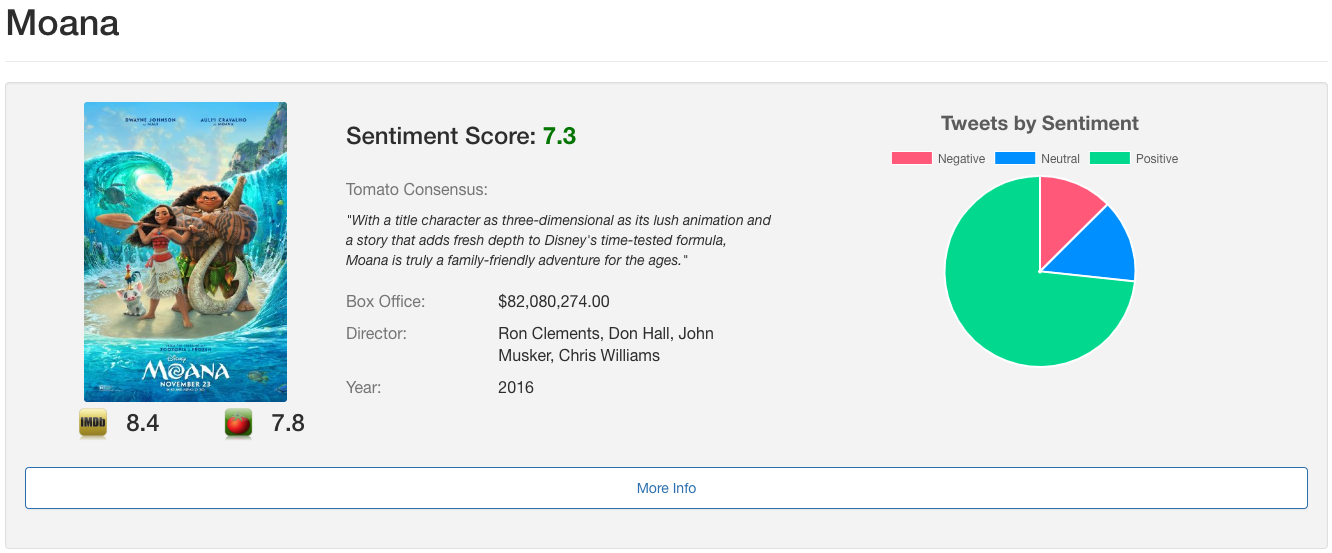 Moana
DWAYNE JOHNSON
AULI'I CRAVALHO
Disney
MOANA
NOVEMBER 23
IMDb 8.4 7.8
Sentiment Score: 7.3
Tomato Consensus:
"With a title character as three-dimensional as its lush animation and
a story that adds fresh depth to Disney's time-tested formula,
Moana is truly a family-friendly adventure for the ages."
Box Office: $82,080,274.00
Director: Ron Clements, Don Hall, John
Musker, Chris Williams
Year: 2016
Tweets by Sentiment
Negative Neutral Positive
More Info